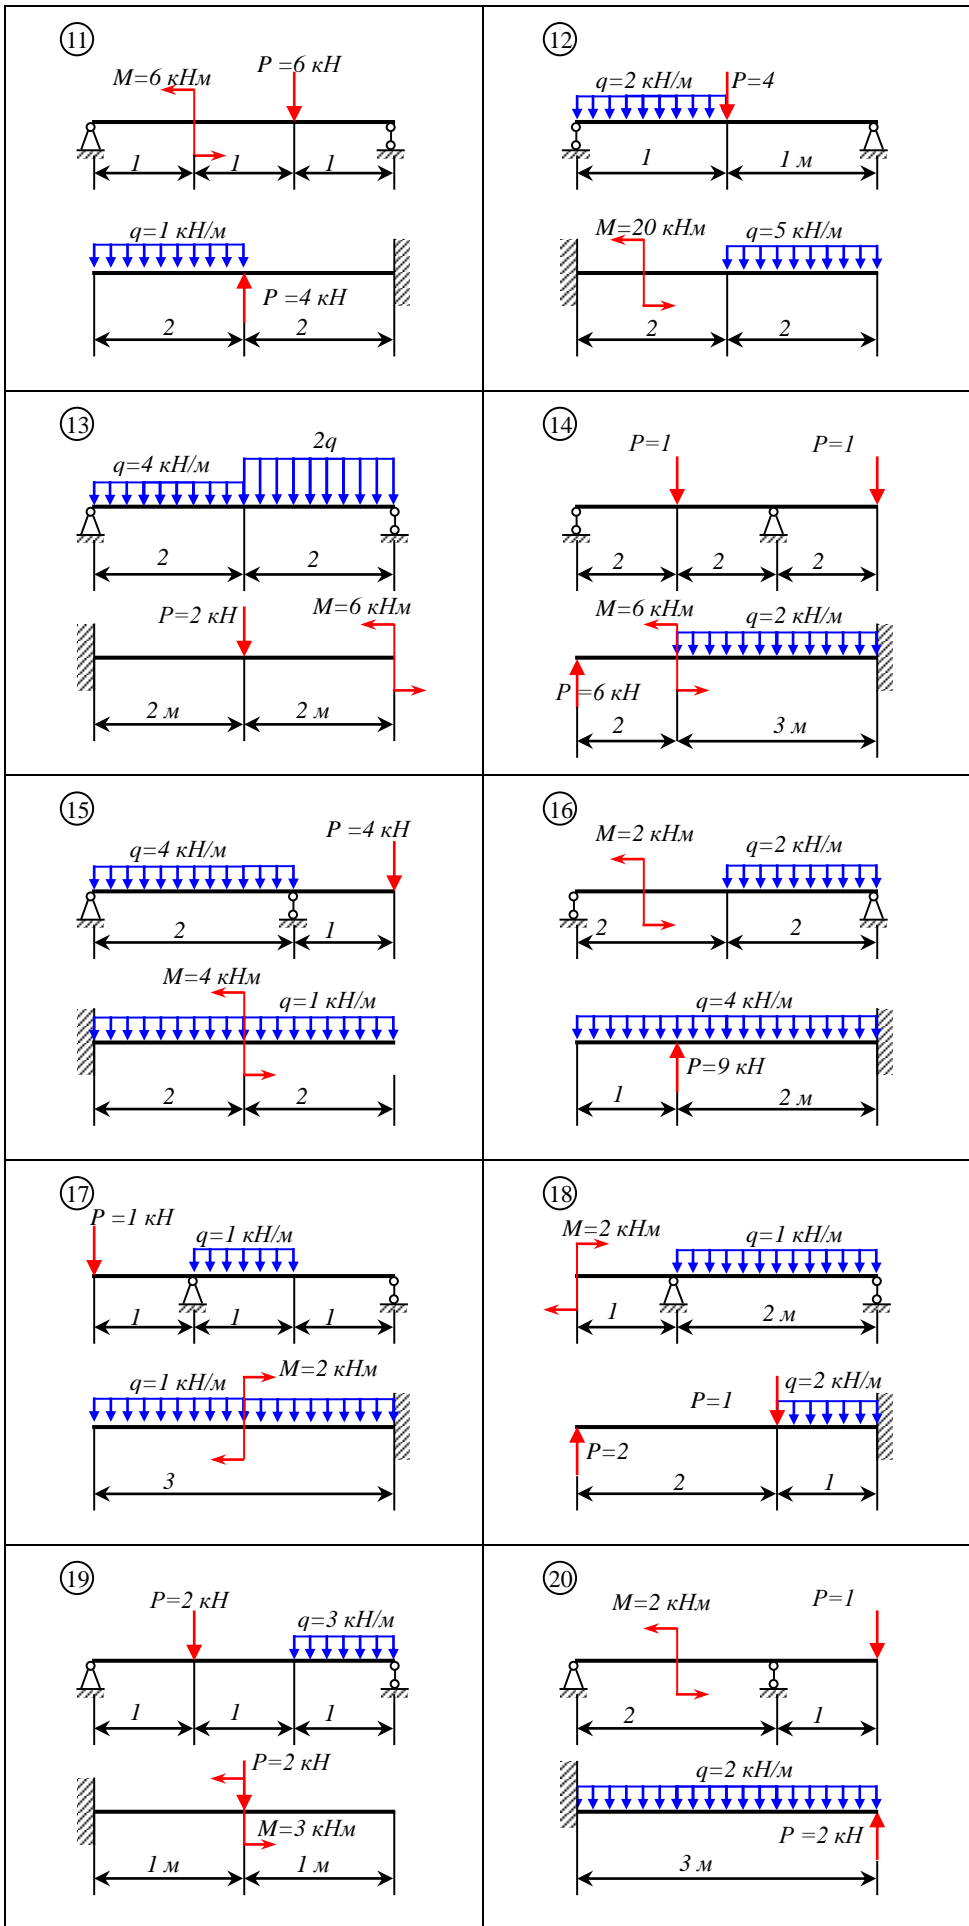 11
P=6 кН
M=6 кНм
1 1 1
q=1 кН/м
P=4 кН
2 2
12
q=2 кН/м P=4
1 1 м
M=20 кНм q=5 кН/м
2 2
13
2q
q=4 кН/м
2 2
P=2 кН M=6 кНм
2 м 2 м
14
P=1 P=1
2 2 2
M=6 кНм q=2 кН/м
P=6 кН
2 3 м
15
P=4 кН
q=4 кН/м
2 1
M=4 кНм
q=1 кН/м
2 2
16
M=2 кНм q=2 кН/м
2 2
q=4 кН/м
P=9 кН
1 2 м
17
P=1 кН
q=1 кН/м
1 1 1
M=2 кНм
q=1 кН/м
3
18
M=2 кНм q=1 кН/м
1 2 м
P=1 q=2 кН/м
P=2
2 1
19
P=2 кН
q=3 кН/м
1 1 1
P=2 кН
M=3 кНм
1 м 1 м
20
M=2 кНм P=1
2 1
q=2 кН/м
P=2 кН
3 м